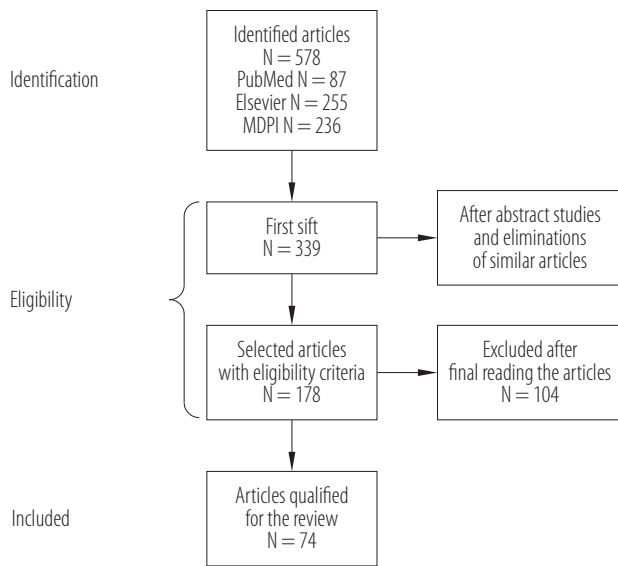 Identification
Identified articles
N = 578
PubMed N = 87
Elsevier N = 255
MDPI N = 236
Eligibility
First sift
N = 339
After abstract studies
and eliminations
of similar articles
Selected articles
with eligibility criteria
N = 178
Excluded after
final reading the articles
N = 104
Included
Articles qualified
for the review
N = 74